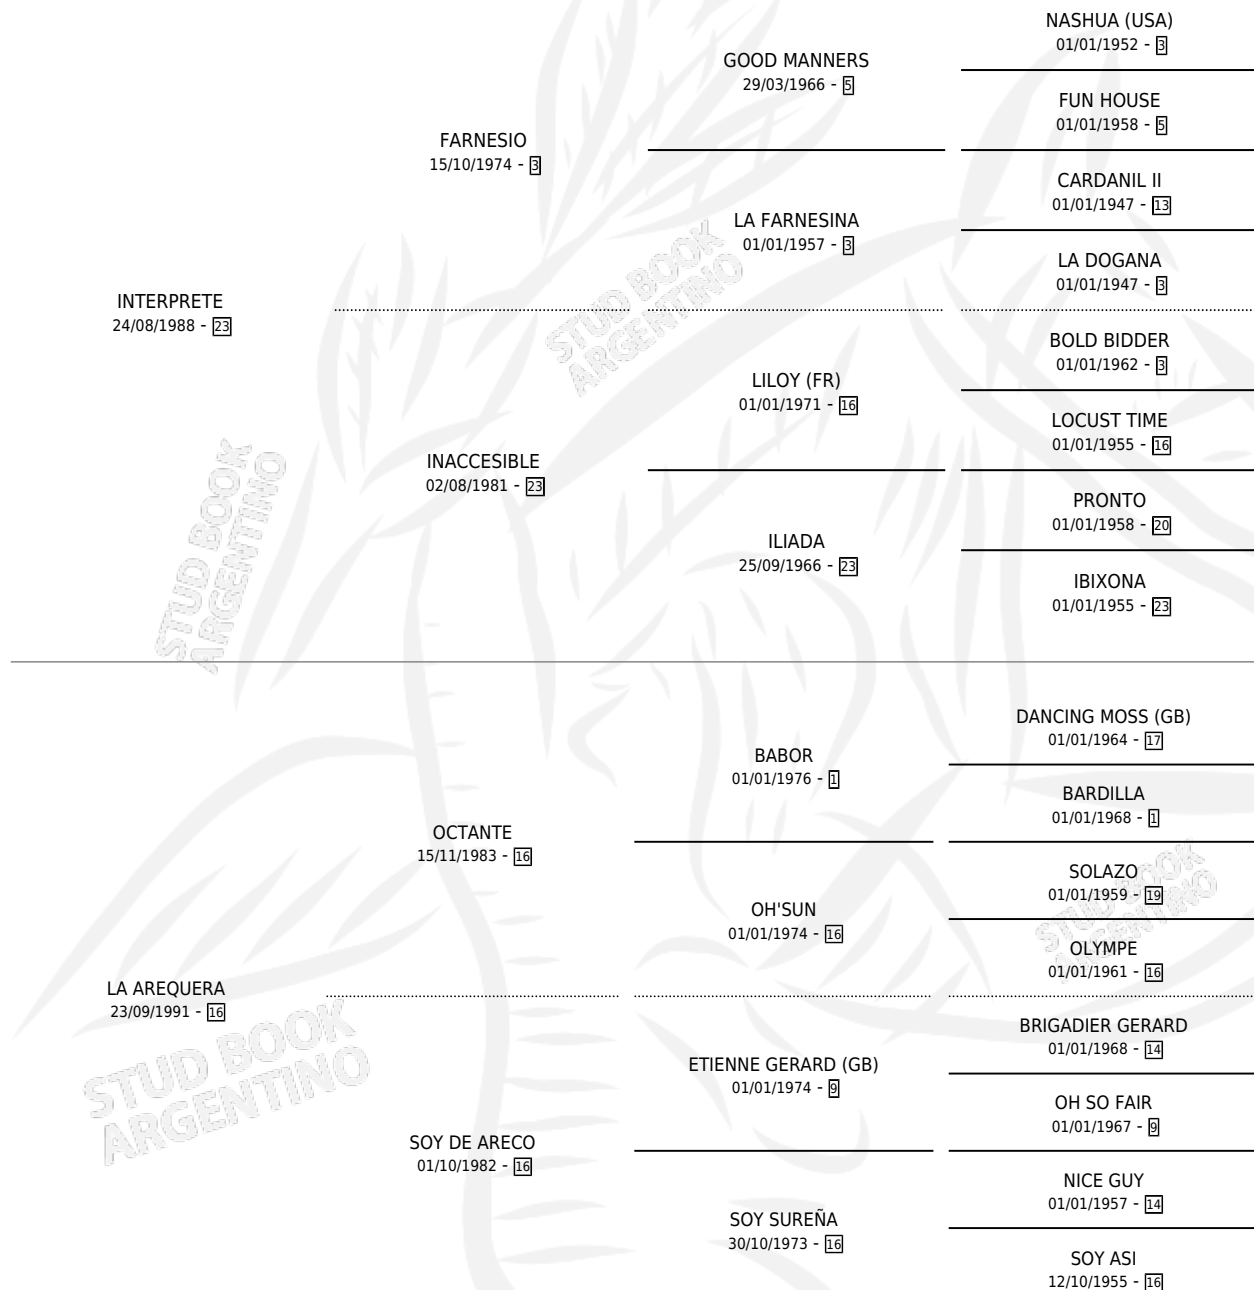 NASHUA (USA)
01/01/1952 - 3
GOOD MANNERS
29/03/1966 - 5
FUN HOUSE
01/01/1958 - 5
FARNESIO
15/10/1974 - 3
CARDANIL II
01/01/1947 - 13
LA FARNESINA
01/01/1957 - 3
LA DOGANA
01/01/1947 - 3
INTERPRETE
24/08/1988 - 23
STUD BOOK
ARGENTINO
BOLD BIDDER
01/01/1962 - 3
LILOY (FR)
01/01/1971 - 16
LOCUST TIME
01/01/1955 - 16
INACCESIBLE
02/08/1981 - 23
PRONTO
01/01/1958 - 20
ILIADA
25/09/1966 - 23
IBIXONA
01/01/1955 - 23
STUD BOOK
ARGENTINO
DANCING MOSS (GB)
01/01/1964 - 17
BABOR
01/01/1976 - 1
BARDILLA
01/01/1968 - 1
OCTANTE
15/11/1983 - 16
SOLAZO
01/01/1959 - 19
OH'SUN
01/01/1974 - 16
STUD BOOK
ARGENTINO
OLYMPE
01/01/1961 - 16
LA AREQUERA
23/09/1991 - 16
STUD BOOK
ARGENTINO
BRIGADIER GERARD
01/01/1968 - 14
ETIENNE GERARD (GB)
01/01/1974 - 9
OH SO FAIR
01/01/1967 - 9
SOY DE ARECO
01/10/1982 - 16
NICE GUY
01/01/1957 - 14
SOY SUREÑA
30/10/1973 - 16
SOY ASI
12/10/1955 - 16